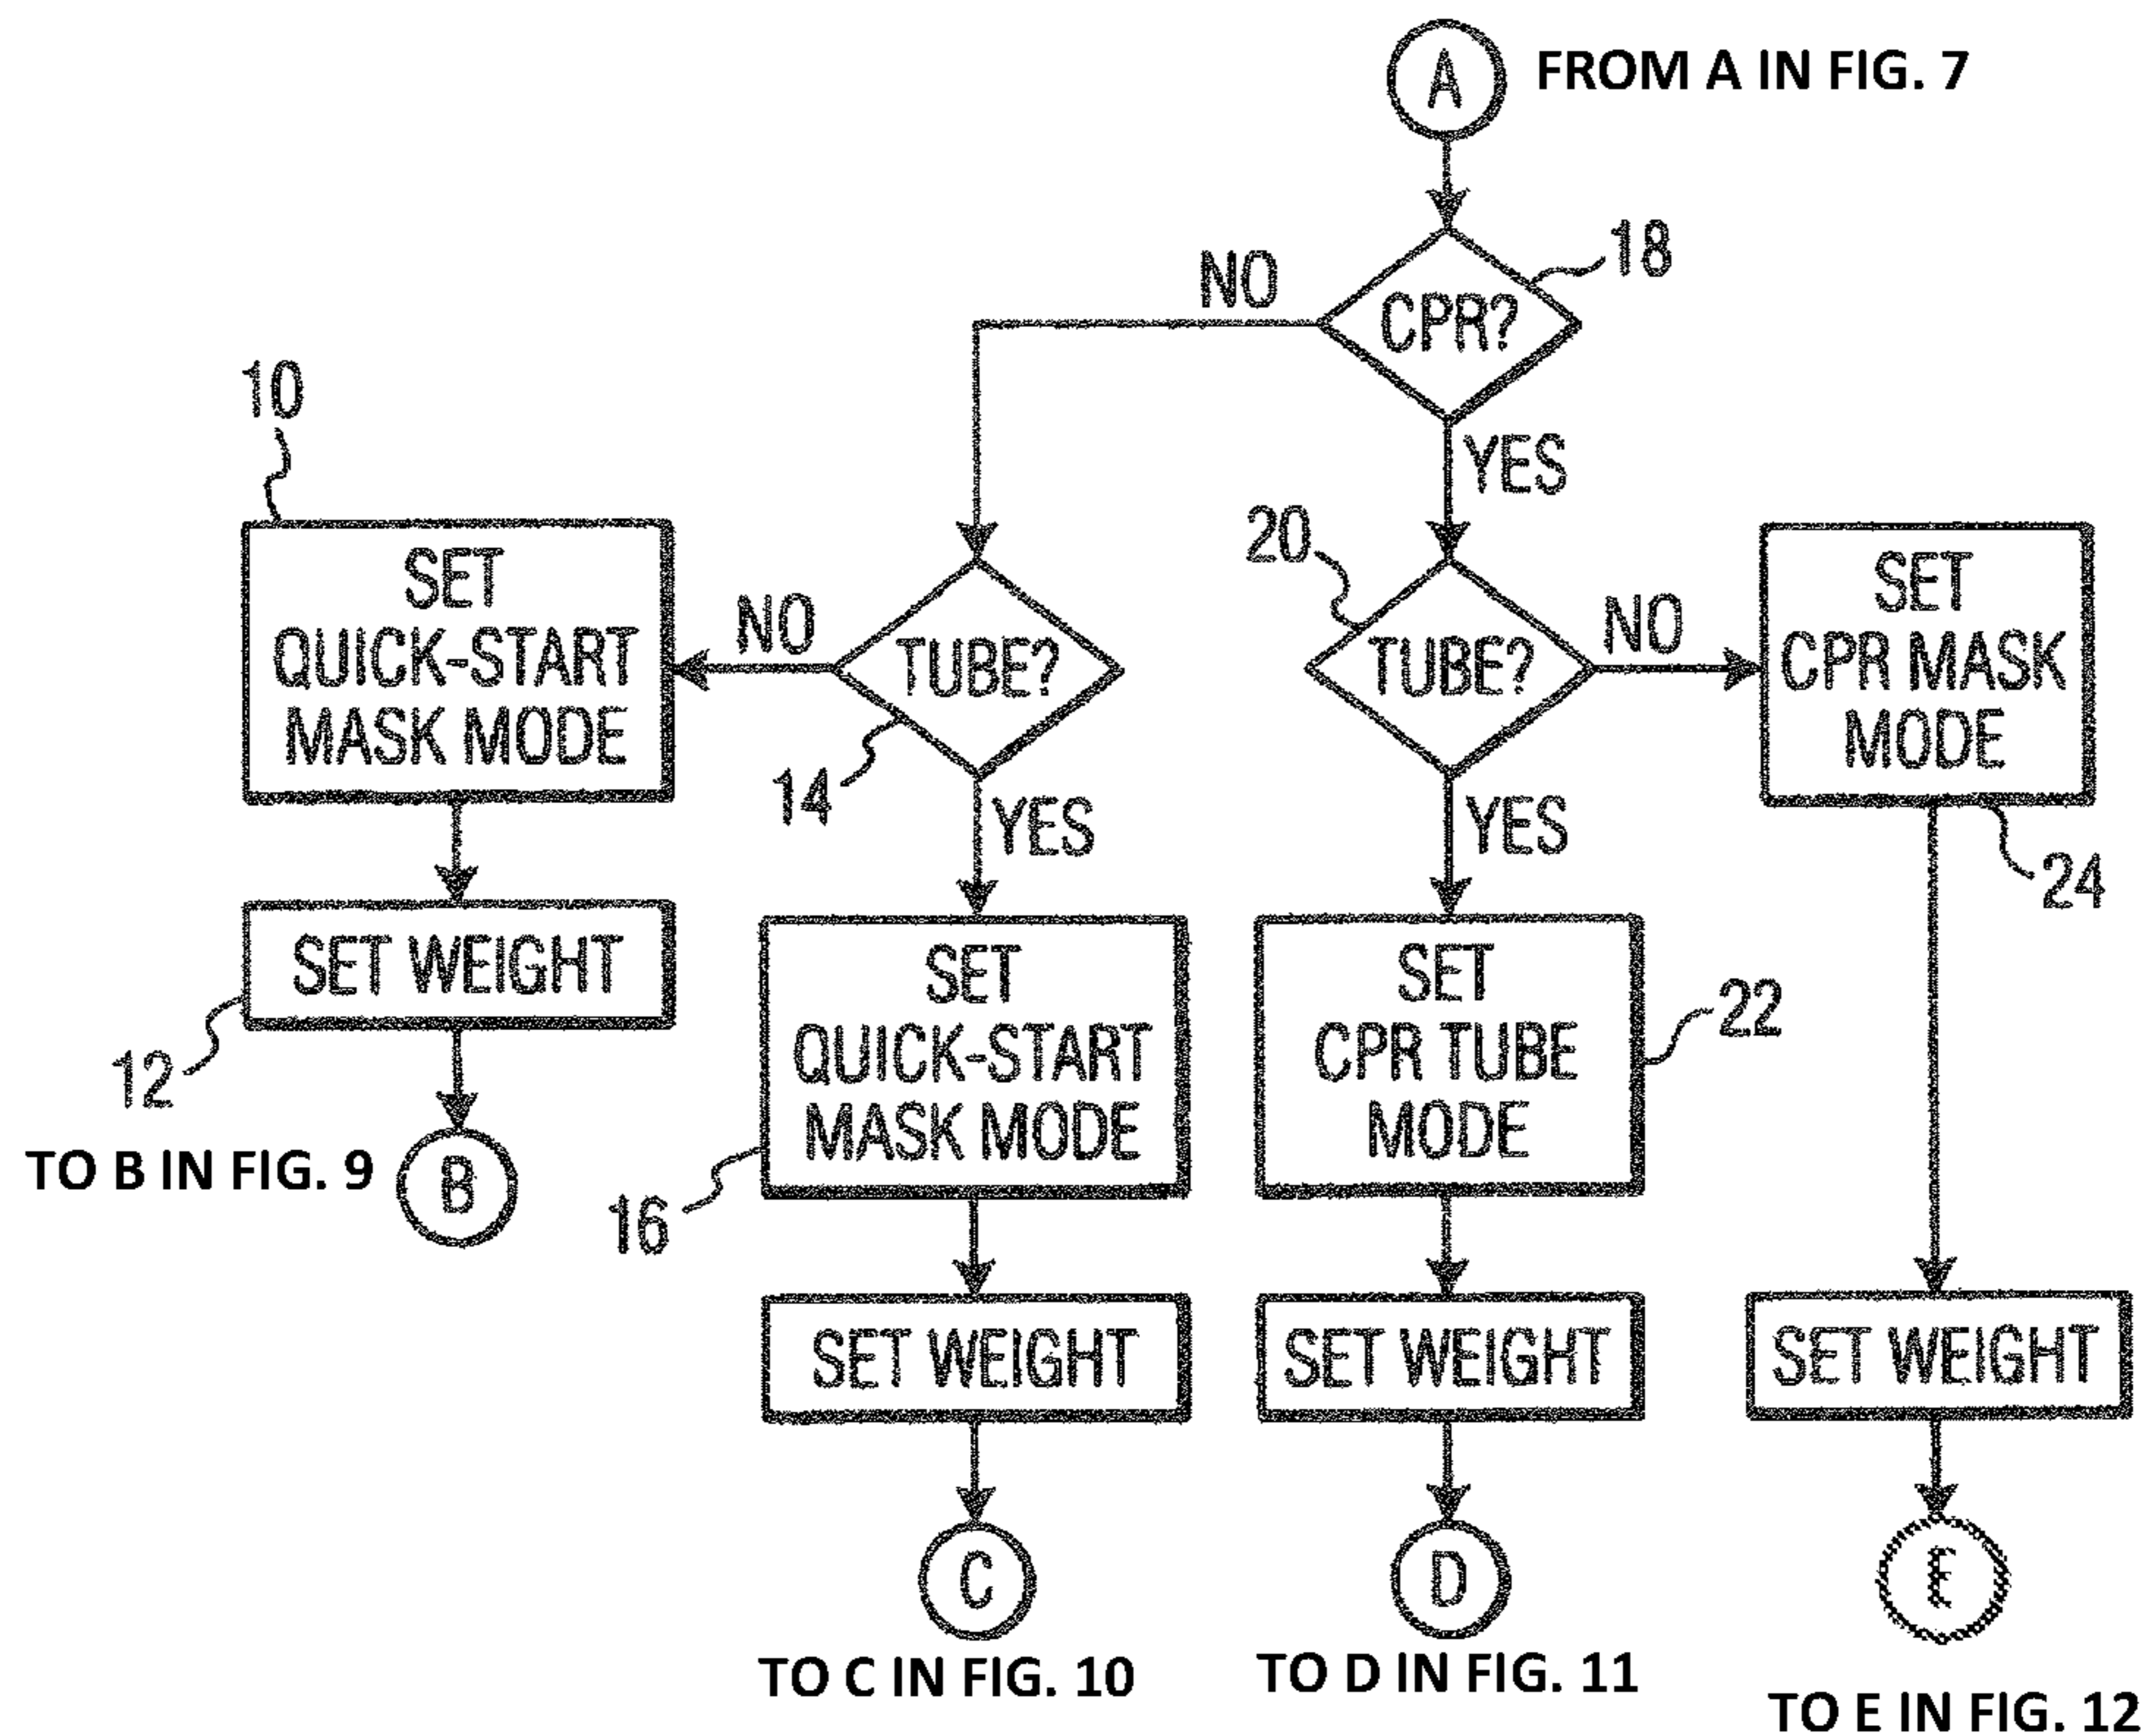 A
FROM A IN FIG. 7
18
CPR?
NO
YES
10
SET
QUICK-START
MASK MODE
NO
TUBE?
14
YES
20
TUBE?
NO
YES
SET
CPR MASK
MODE
24
SET WEIGHT
12
TO B IN FIG. 9
B
SET
QUICK-START
MASK MODE
16
SET
CPR TUBE
MODE
22
SET WEIGHT
SET WEIGHT
SET WEIGHT
C
D
E
TO C IN FIG. 10
TO D IN FIG. 11
TO E IN FIG. 12